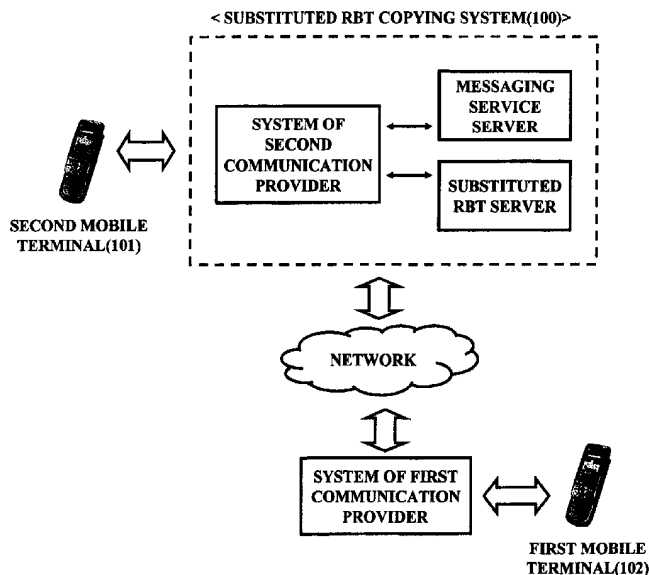 < SUBSTITUTED RBT COPYING SYSTEM(100)>
MESSAGING
SERVICE
SERVER
SYSTEM OF
SECOND
COMMUNICATION
PROVIDER
SUBSTITUTED
RBT SERVER
SECOND MOBILE
TERMINAL(101)
NETWORK
SYSTEM OF FIRST
COMMUNICATION
PROVIDER
FIRST MOBILE
TERMINAL(102)